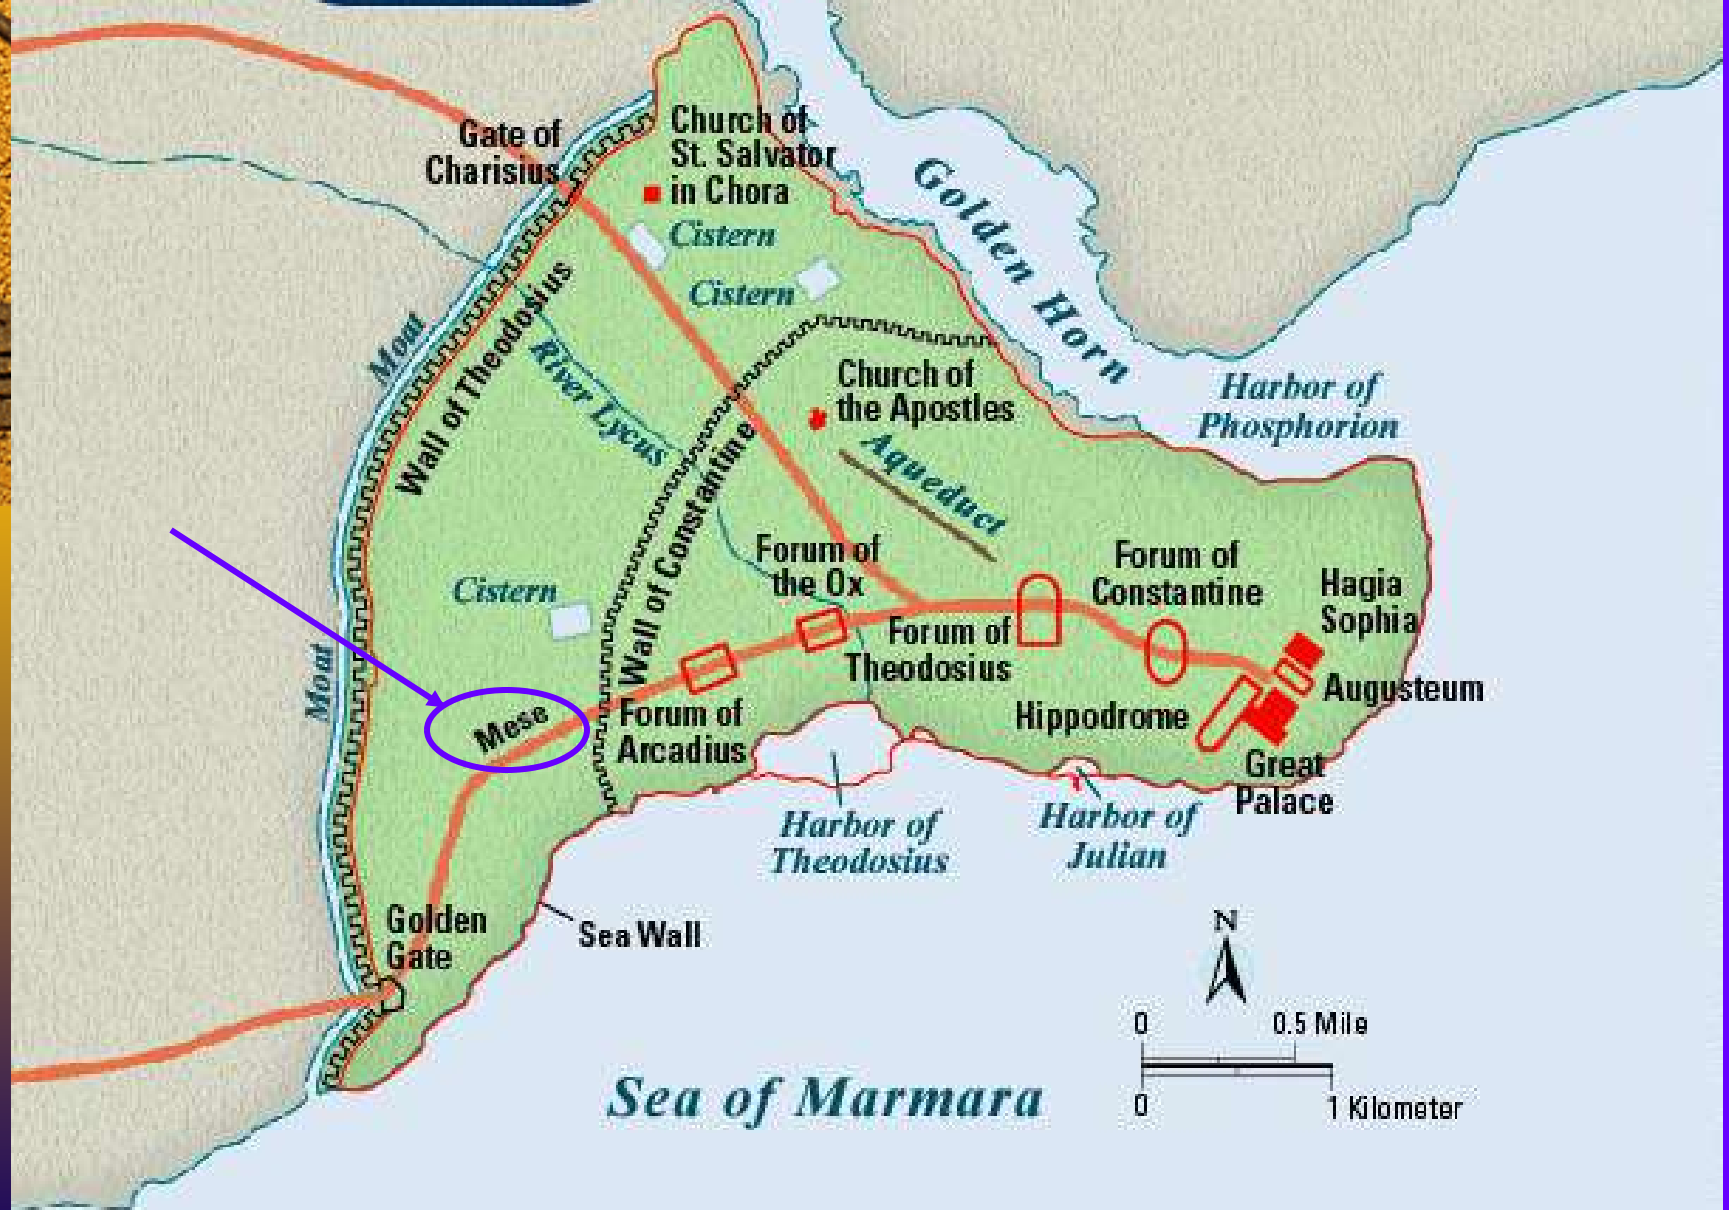 Gate of
Charisius
Church of
St. Salvator
in Chora
Cistern
Cistern
Golden Horn
Moat
Wall of Theodosius
River Lycus
Wall of Constantine
Church of
the Apostles
Aqueduct
Harbor of
Phosphorion
Forum of
the Ox
Forum of
Constantine
Hagia
Sophia
Cistern
Forum of
Theodosius
Moat
Mese
Forum of
Arcadius
Hippodrome
Augusteum
Great
Palace
Harbor of
Theodosius
Harbor of
Julian
Golden
Gate
Sea Wall
N
0 0.5 Mile
0 1 Kilometer
Sea of Marmara